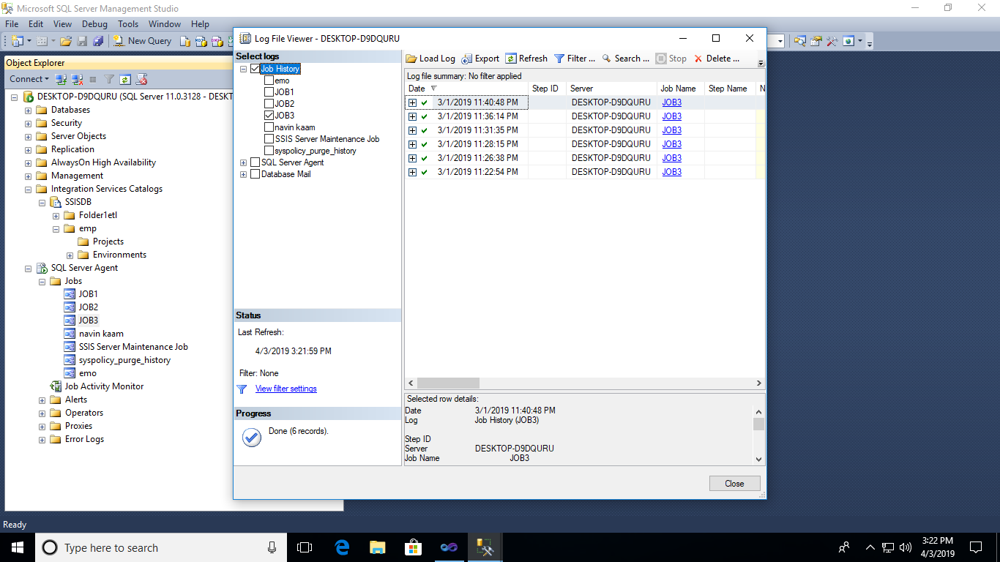 Microsoft SQL Server Management Studio
File Edit View Debug Tools Window Help
New Query
Object Explorer
Connect
DESKTOP-D9DQURU (SQL Server 11.0.3128 - DESKT
Databases
Security
Server Objects
Replication
AlwaysOn High Availability
Management
Integration Services Catalogs
SSISDB
Folder1etl
emp
Projects
Environments
SQL Server Agent
Jobs
JOB1
JOB2
JOB3
navin kaam
SSIS Server Maintenance Job
syspolicy_purge_history
emo
Job Activity Monitor
Alerts
Operators
Proxies
Error Logs
Log File Viewer - DESKTOP-D9DQURU
Select logs
Job History
emo
JOB1
JOB2
JOB3
navin kaam
SSIS Server Maintenance Job
syspolicy_purge_history
SQL Server Agent
Database Mail
Status
Last Refresh:
4/3/2019 3:21:59 PM
Filter: None
View filter settings
Progress
Done (6 records).
Load Log Export Refresh Filter ... Search ... Stop Delete ...
Log file summary: No filter applied
Date Step ID Server Job Name Step Name N
3/1/2019 11:40:48 PM DESKTOP-D9DQURU JOB3
3/1/2019 11:36:14 PM DESKTOP-D9DQURU JOB3
3/1/2019 11:31:35 PM DESKTOP-D9DQURU JOB3
3/1/2019 11:28:15 PM DESKTOP-D9DQURU JOB3
3/1/2019 11:26:38 PM DESKTOP-D9DQURU JOB3
3/1/2019 11:22:54 PM DESKTOP-D9DQURU JOB3
Selected row details:
Date 3/1/2019 11:40:48 PM
Log Job History (JOB3)
Step ID
Server DESKTOP-D9DQURU
Job Name JOB3
Close
Ready
Type here to search
3:22 PM
4/3/2019